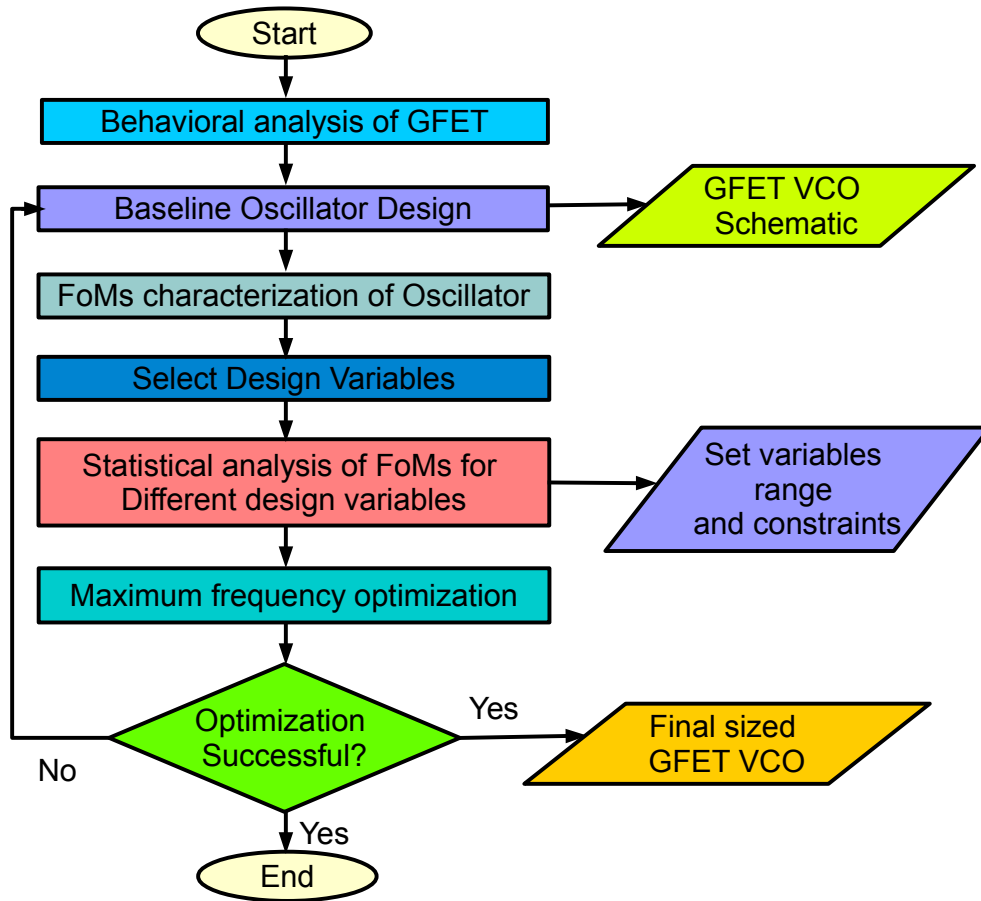 Start
Behavioral analysis of GFET
Baseline Oscillator Design
GFET VCO
Schematic
FoMs characterization of Oscillator
Select Design Variables
Statistical analysis of FoMs for
Different design variables
Set variables
range
and constraints
Maximum frequency optimization
Optimization
Successful?
Yes
Final sized
GFET VCO
No
Yes
End